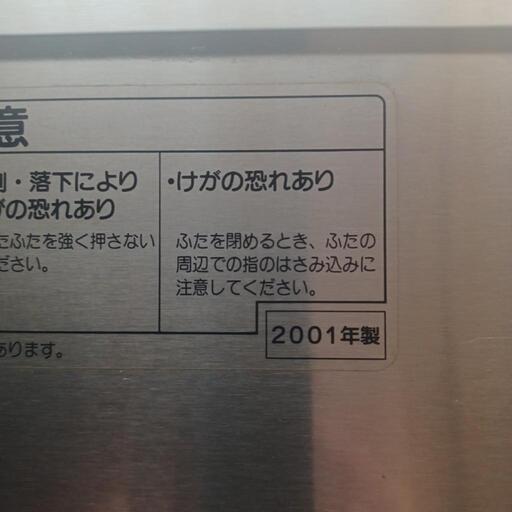 意
・落下により
の恐れあり
たふたを強く押さない
ださい。
・けがの恐れあり
ふたを閉めるとき、ふたの
周辺での指のはさみ込みに
注意してください。
あります。
2001年製